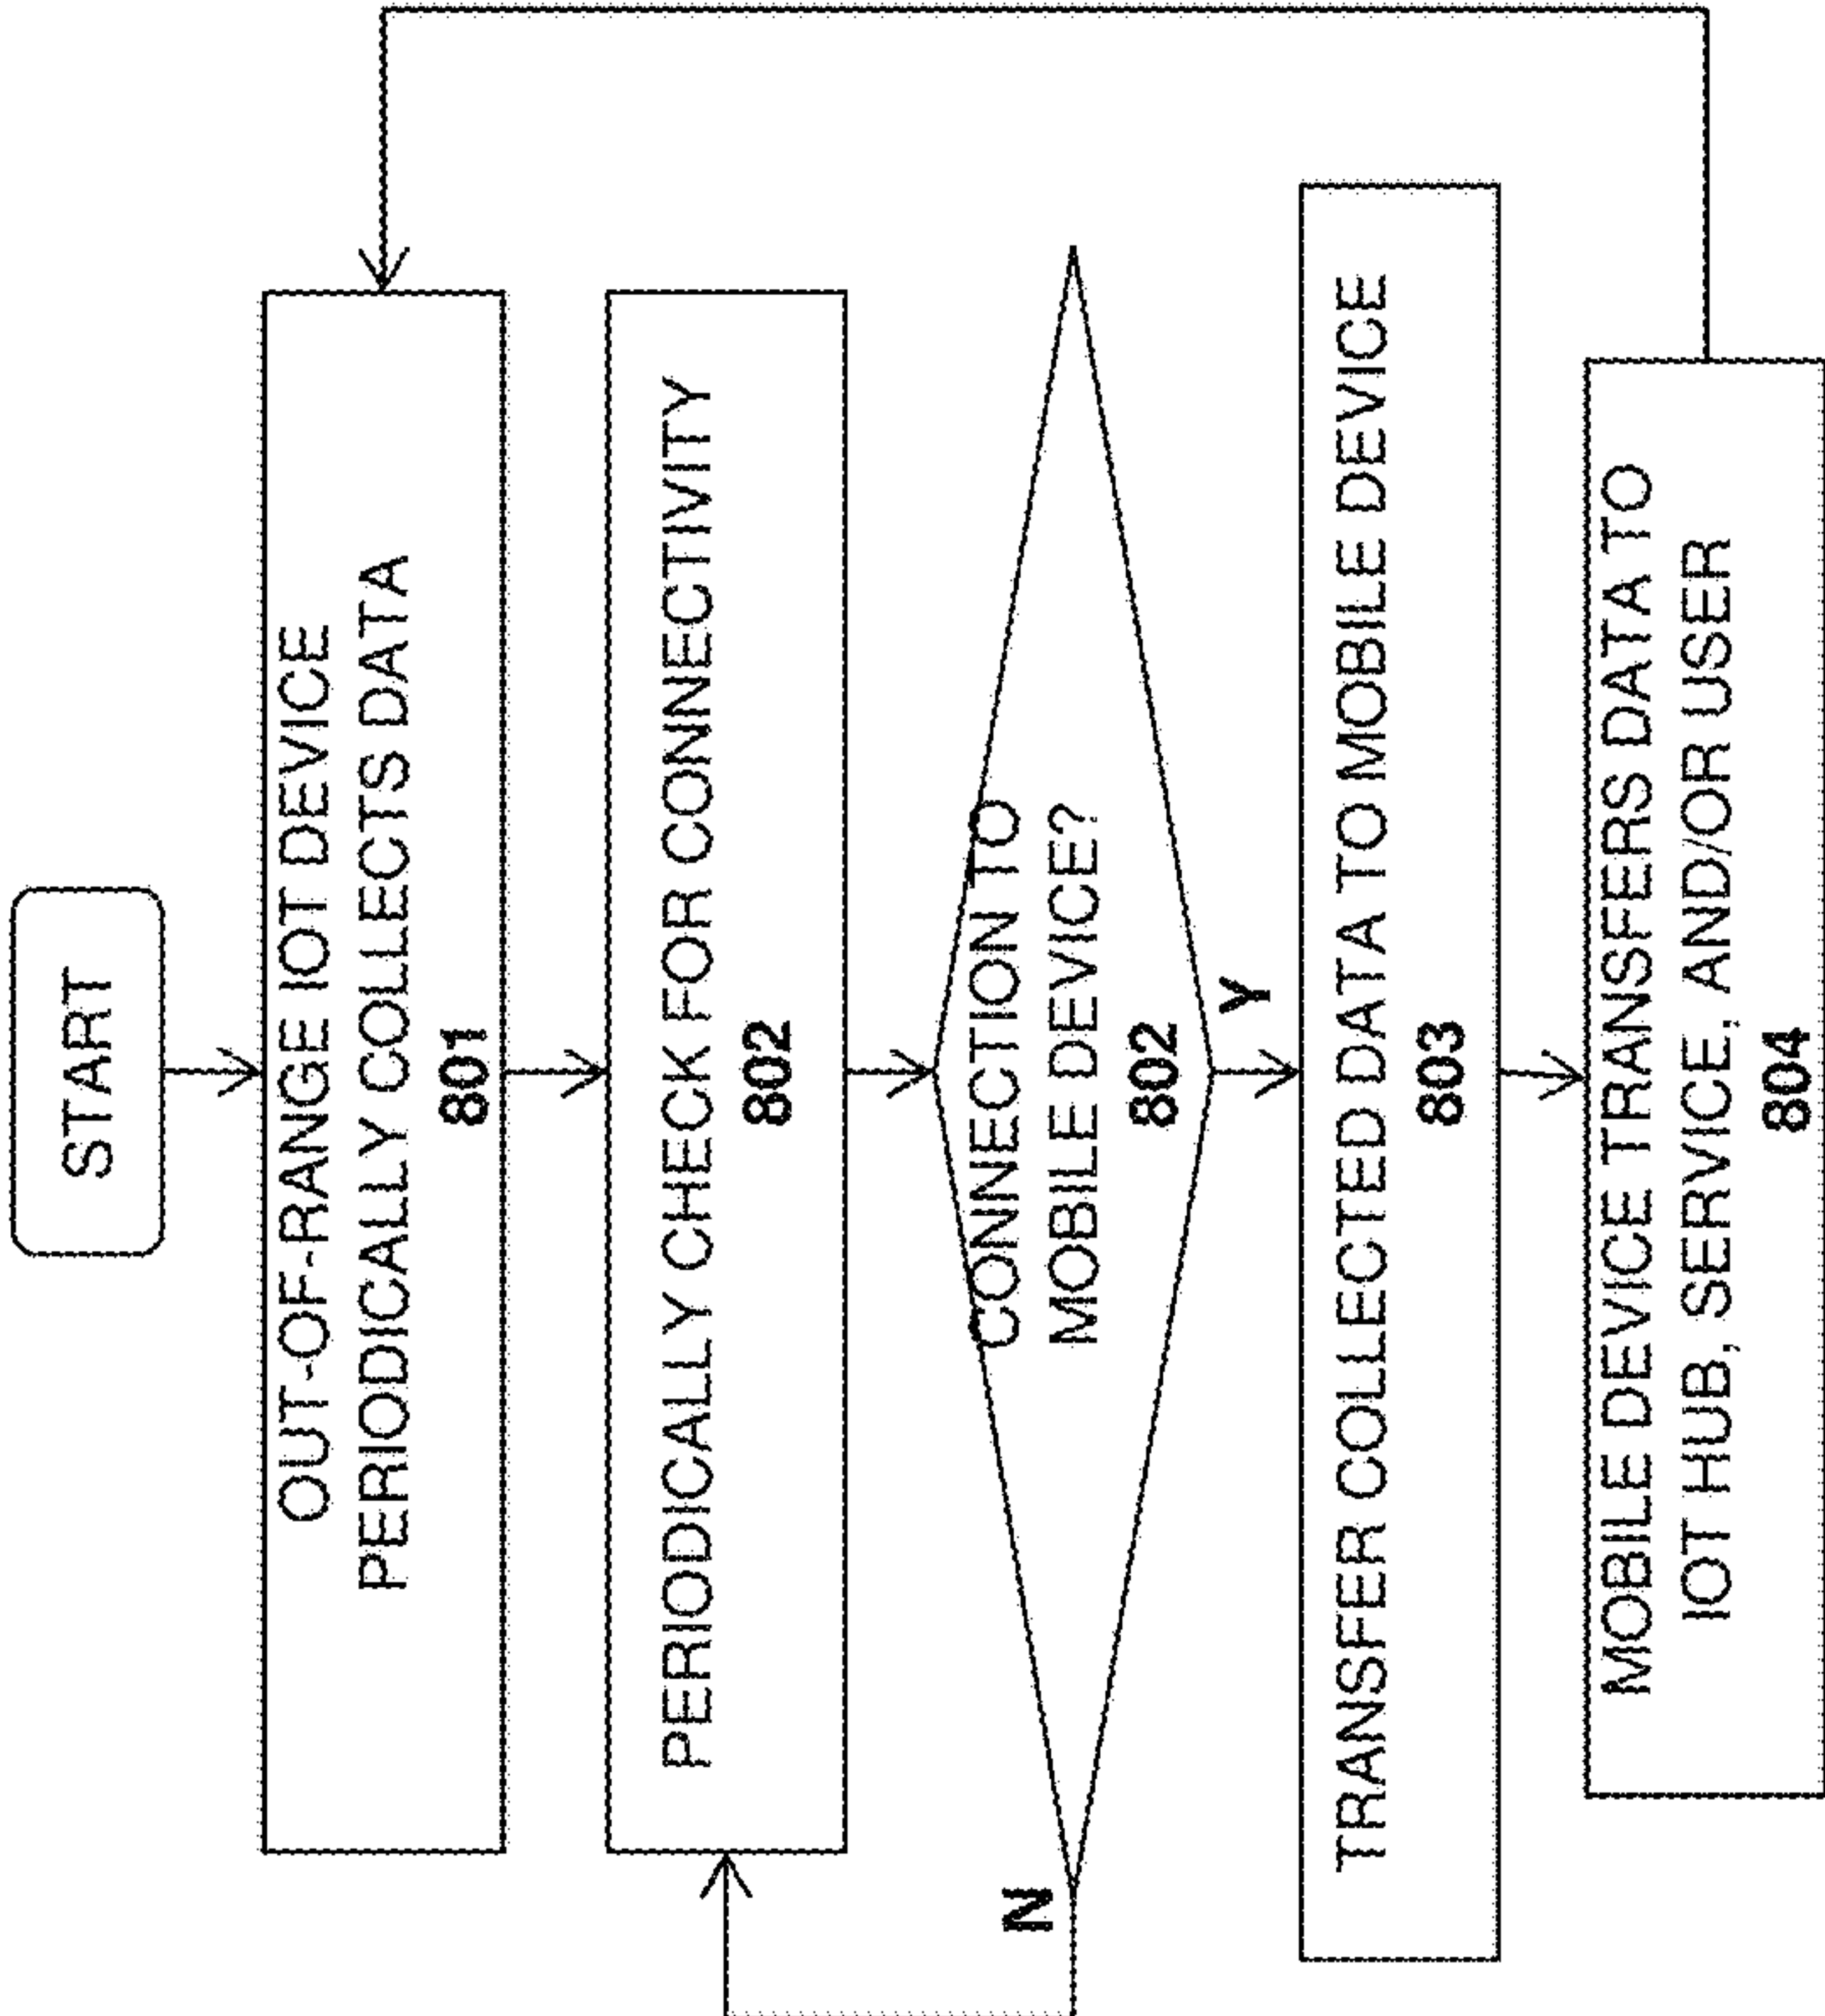 START
OUT-OF-RANGE IOT DEVICE
PERIODICALLY COLLECTS DATA
801
PERIODICALLY CHECK FOR CONNECTIVITY
802
CONNECTION TO
MOBILE DEVICE?
802
N
Y
TRANSFER COLLECTED DATA TO MOBILE DEVICE
803
MOBILE DEVICE TRANSFERS DATA TO
IOT HUB, SERVICE, AND/OR USER
804